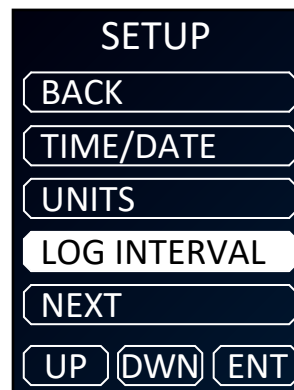 SETUP
BACK
TIME/DATE
UNITS
LOG INTERVAL
NEXT
UP DWN ENT